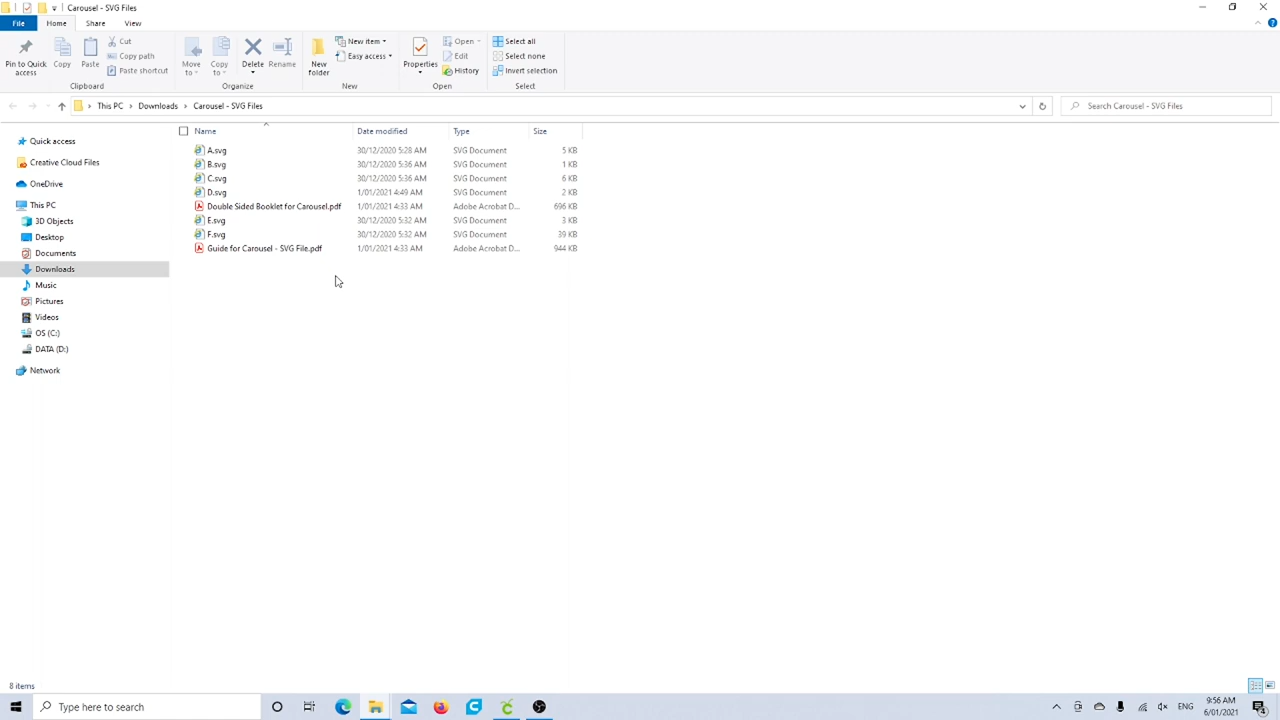 Carousel - SVG Files
File Home Share View
Pin to Quick access
Copy
Paste
Cut
Copy path
Paste shortcut
Clipboard
Move to
Copy to
Delete
Rename
Organize
New folder
New item
Easy access
New
Properties
Open
Edit
History
Open
Select all
Select none
Invert selection
Select
This PC > Downloads > Carousel - SVG Files
Search Carousel - SVG Files
Name Date modified Type Size
A.svg 30/12/2020 5:28 AM SVG Document 5 KB
B.svg 30/12/2020 5:36 AM SVG Document 1 KB
C.svg 30/12/2020 5:36 AM SVG Document 6 KB
D.svg 1/01/2021 4:49 AM SVG Document 2 KB
Double Sided Booklet for Carousel.pdf 1/01/2021 4:33 AM Adobe Acrobat D... 696 KB
E.svg 30/12/2020 5:32 AM SVG Document 3 KB
F.svg 30/12/2020 5:32 AM SVG Document 39 KB
Guide for Carousel - SVG File.pdf 1/01/2021 4:33 AM Adobe Acrobat D... 944 KB
Quick access
Creative Cloud Files
OneDrive
This PC
3D Objects
Desktop
Documents
Downloads
Music
Pictures
Videos
OS (C:)
DATA (D:)
Network
8 items
Type here to search
ENG
9:56 AM
6/01/2021
4